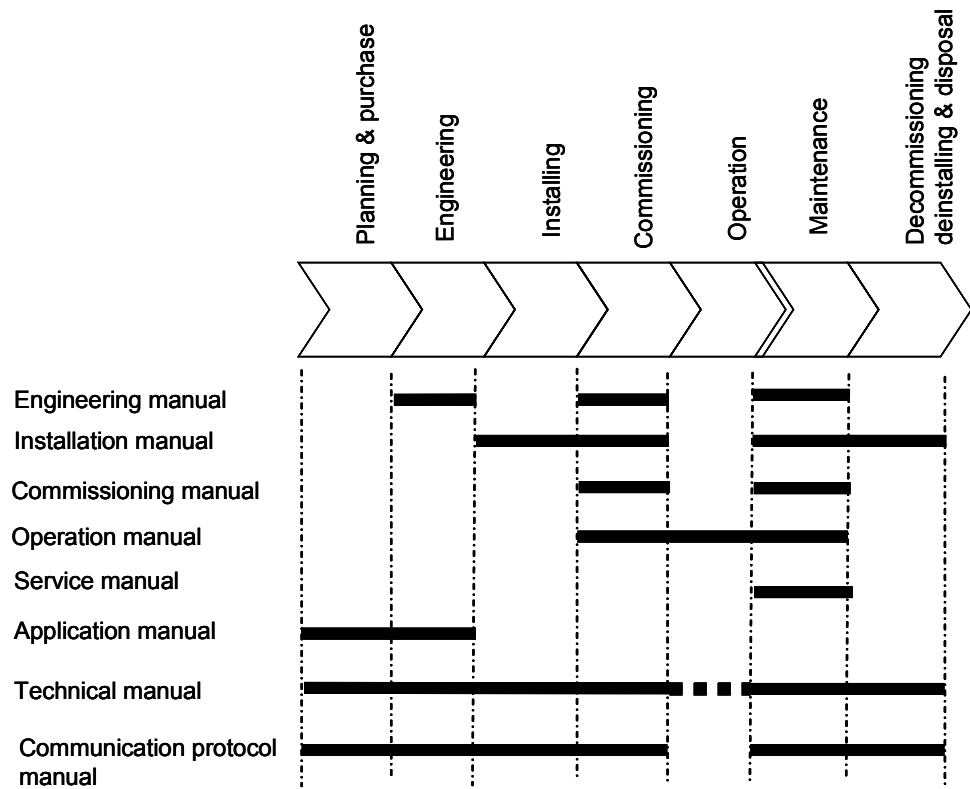 Planning & purchase
Engineering
Installing
Commissioning
Operation
Maintenance
Decommissioning
deinstalling & disposal
Engineering manual
Installation manual
Commissioning manual
Operation manual
Service manual
Application manual
Technical manual
Communication protocol
manual